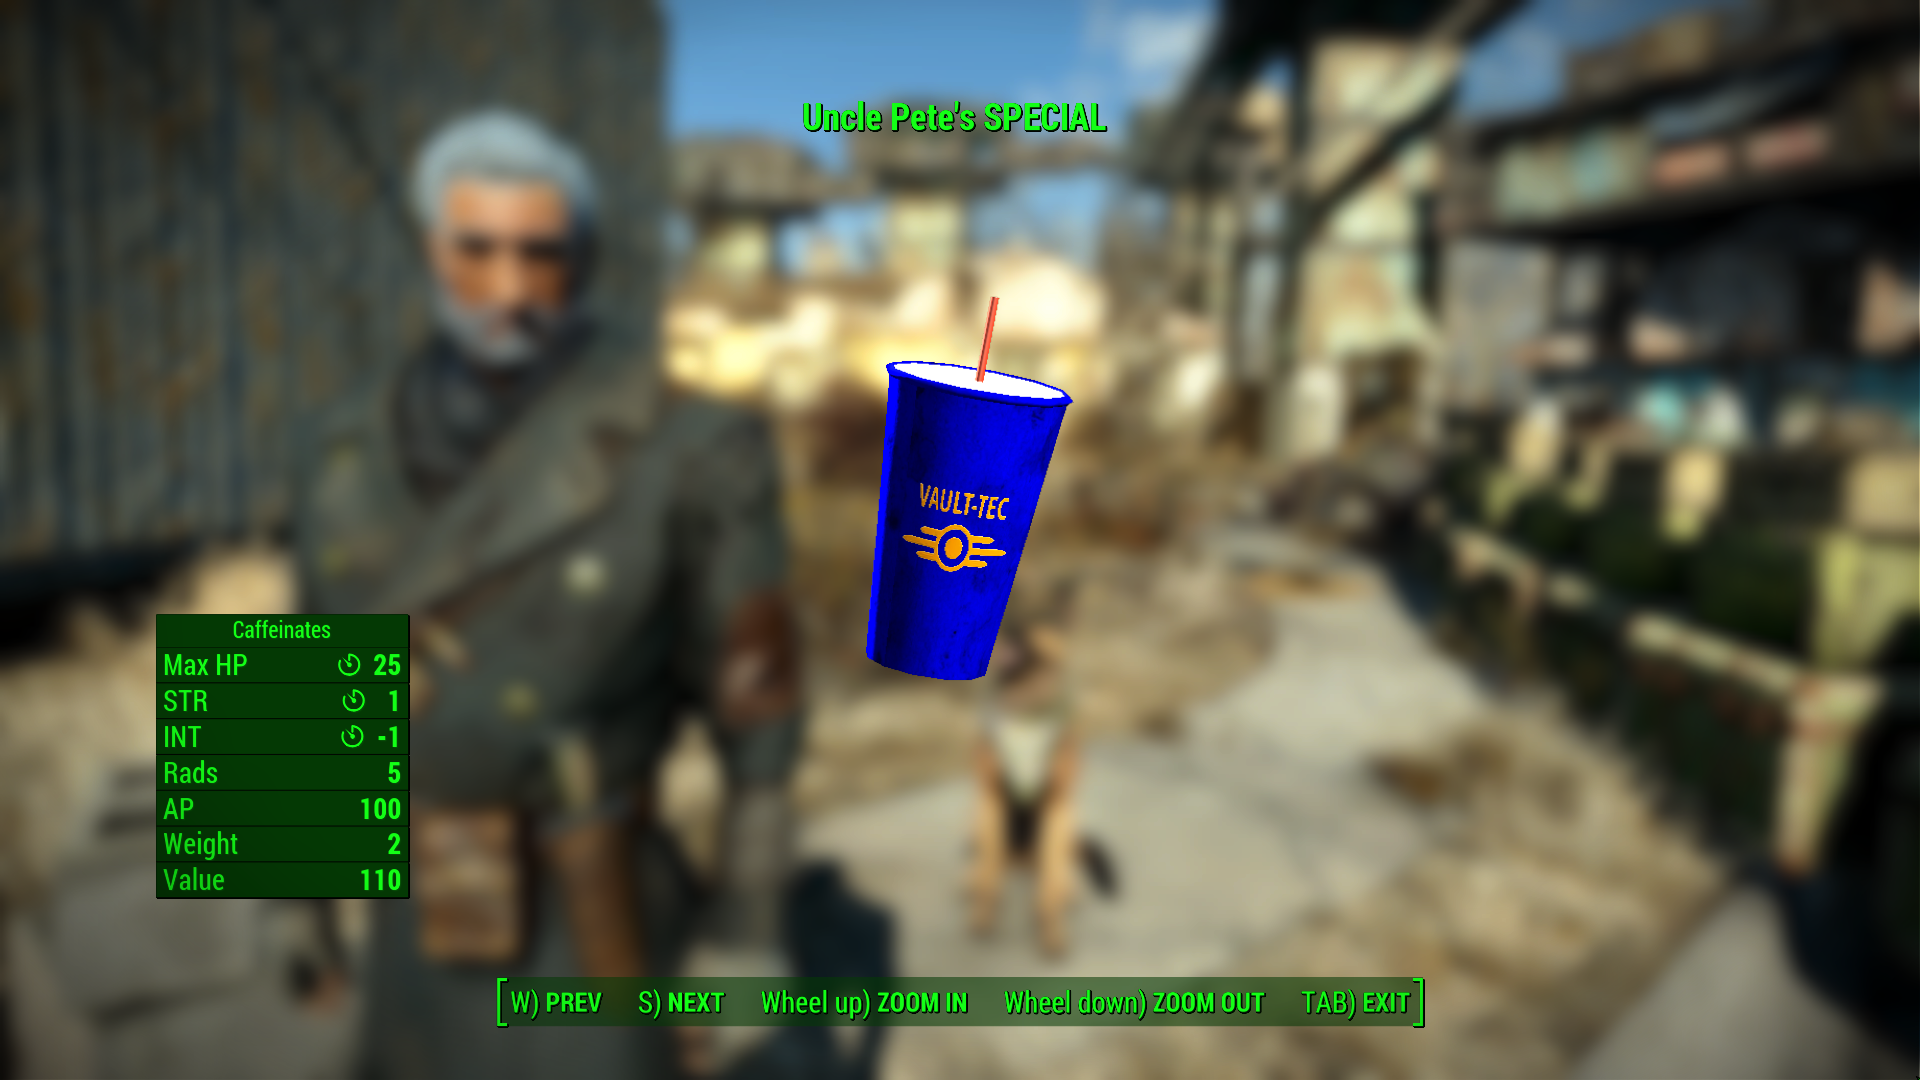 Uncle Pete's SPECIAL
VAULT-TEC
Caffeinates
Max HP 25
STR 1
INT -1
Rads 5
AP 100
Weight 2
Value 110
W) PREV S) NEXT Wheel up) ZOOM IN Wheel down) ZOOM OUT TAB) EXIT